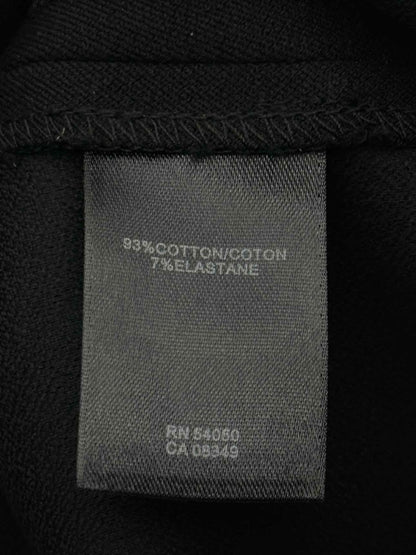 93%COTTON/COTON
7%ELASTANE
RN 54050
CA 08349